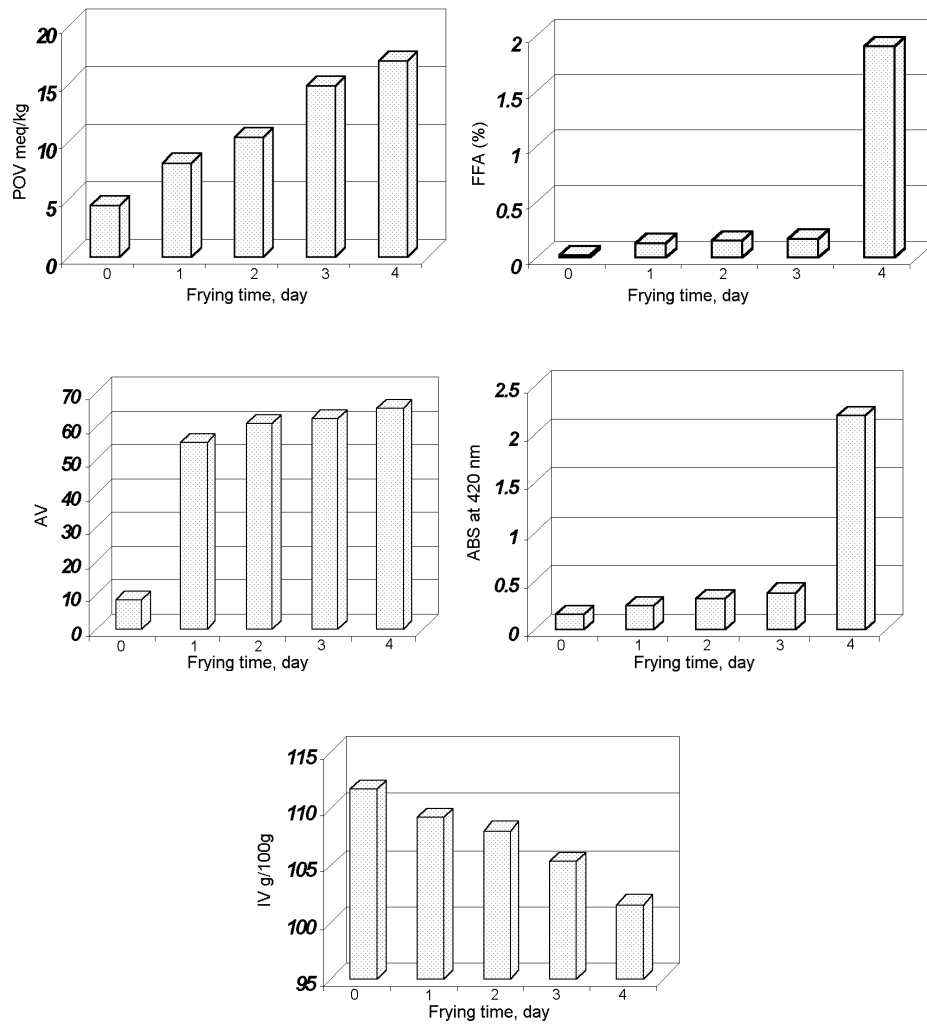 20
15
10
5
0
POV meq/kg
0 1 2 3 4
Frying time, day
2
1.5
1
0.5
0
FFA (%)
0 1 2 3 4
Frying time, day
70
60
50
40
30
20
10
0
AV
0 1 2 3 4
Frying time, day
2.5
2
1.5
1
0.5
0
ABS at 420 nm
0 1 2 3 4
Frying time, day
115
110
105
100
95
IV g/100g
0 1 2 3 4
Frying time, day